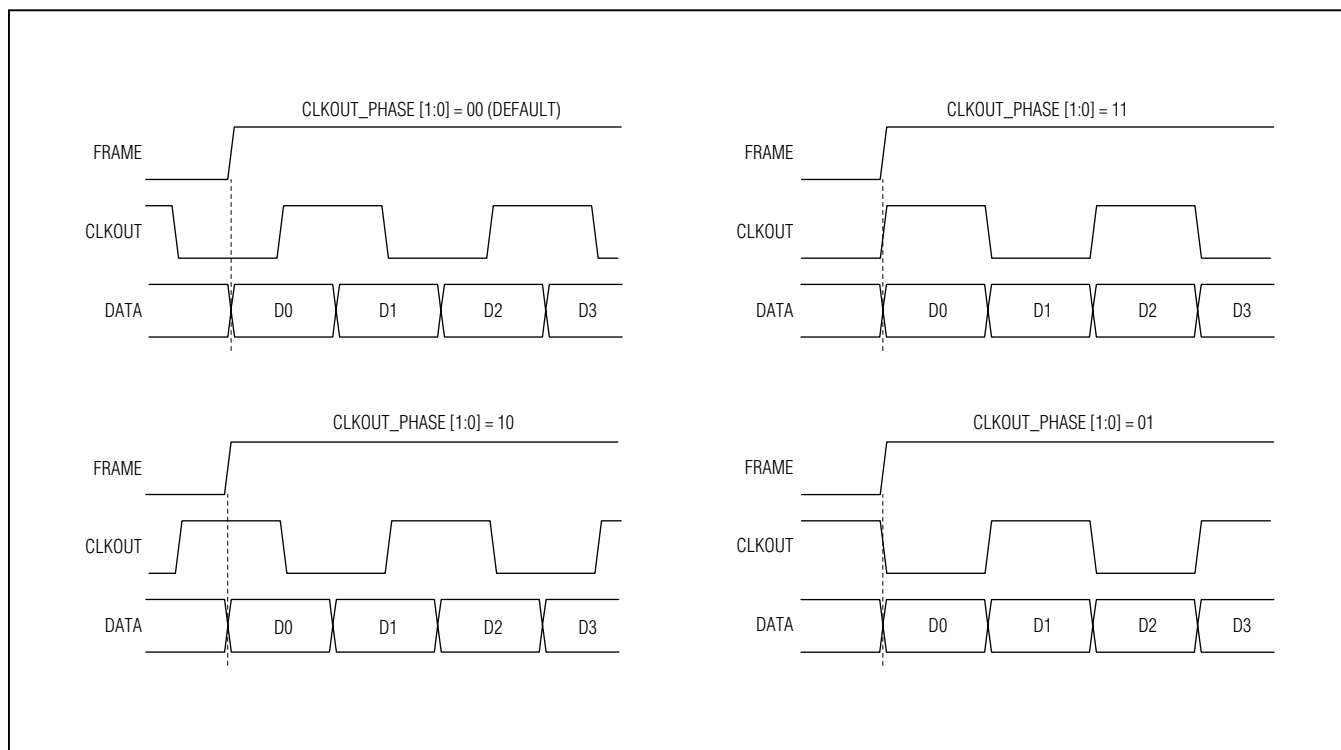 CLKOUT_PHASE [1:0] = 00 (DEFAULT)
FRAME
CLKOUT
DATA
D0
D1
D2
D3
CLKOUT_PHASE [1:0] = 11
FRAME
CLKOUT
DATA
D0
D1
D2
D3
CLKOUT_PHASE [1:0] = 10
FRAME
CLKOUT
DATA
D0
D1
D2
D3
CLKOUT_PHASE [1:0] = 01
FRAME
CLKOUT
DATA
D0
D1
D2
D3